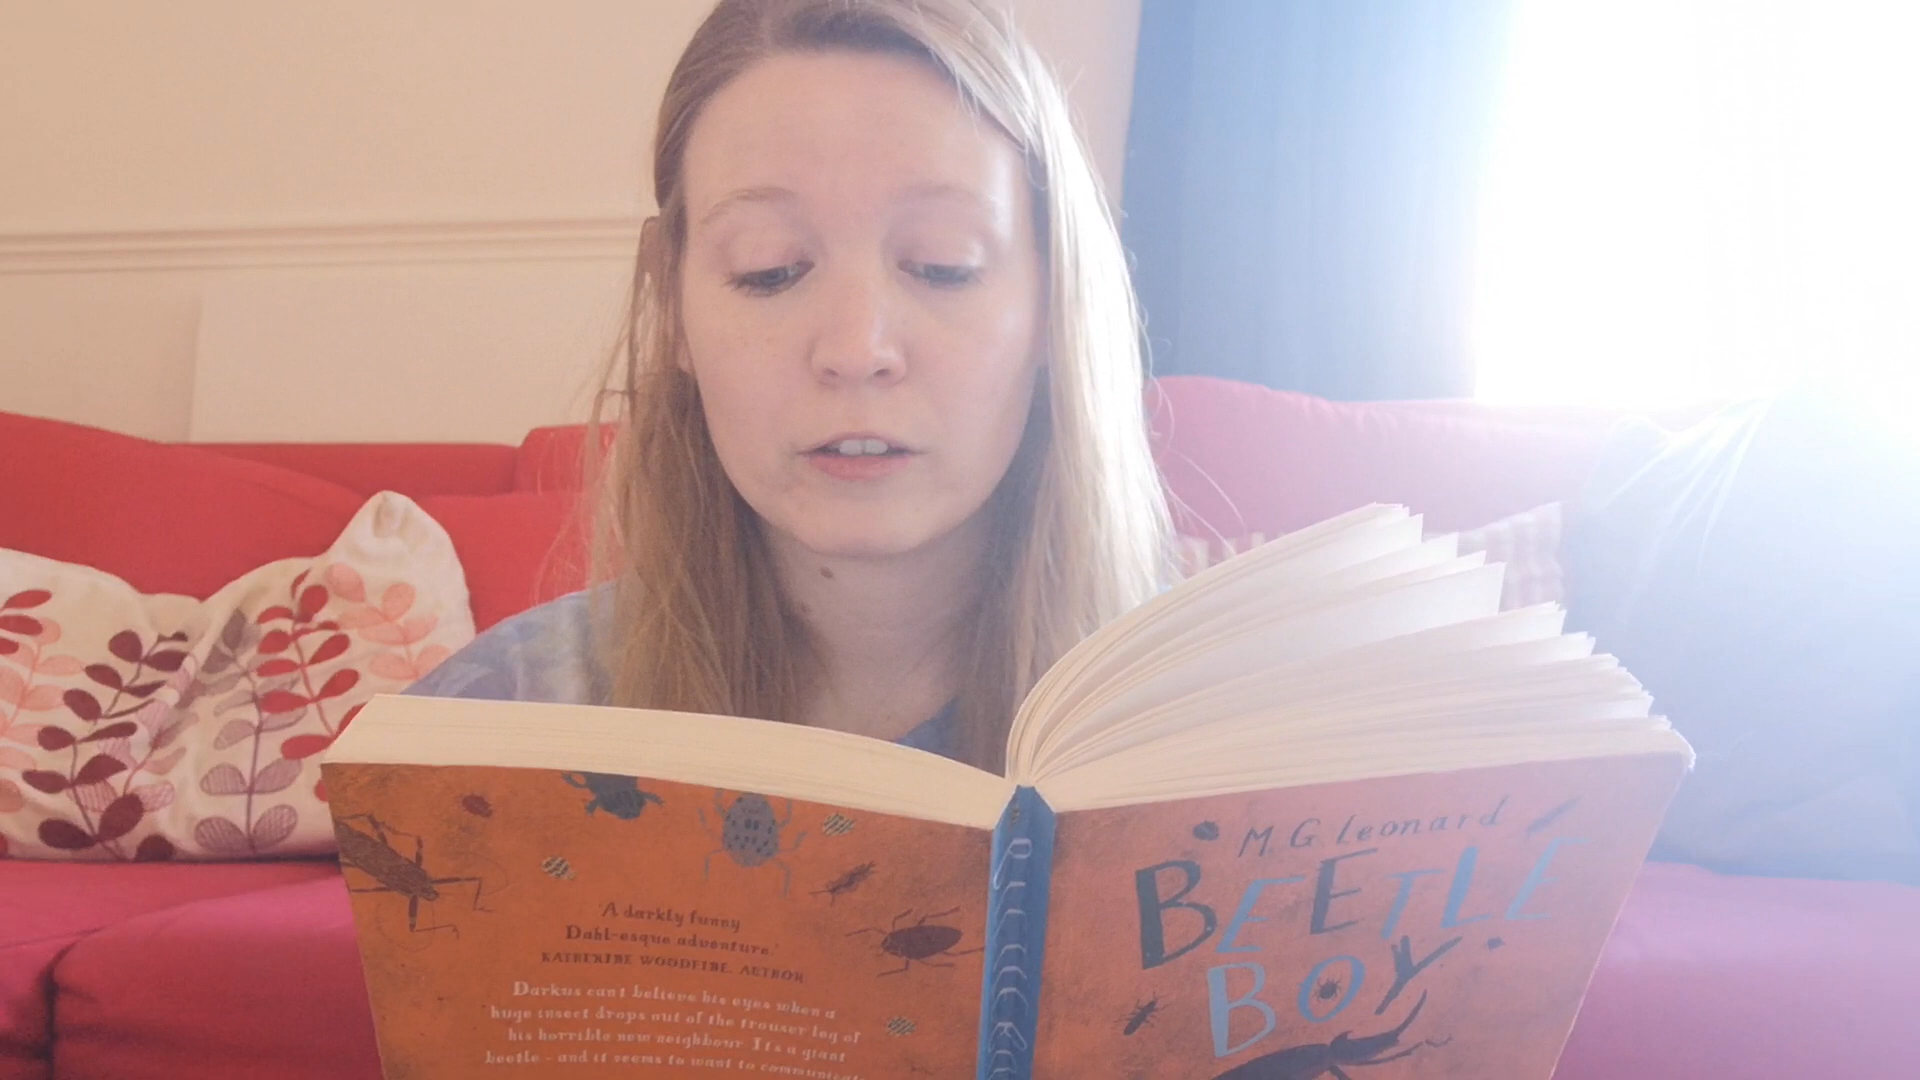 'A darkly funny
Dahl-esque adventure.'
KATHERINE WOODFINE, AUTHOR
Darkus can't believe his eyes when a
huge insect drops out of the trouser leg of
his horrible new neighbour. It's a giant
beetle – and it seems to want to communicate
M G Leonard
BEETLE
BOY